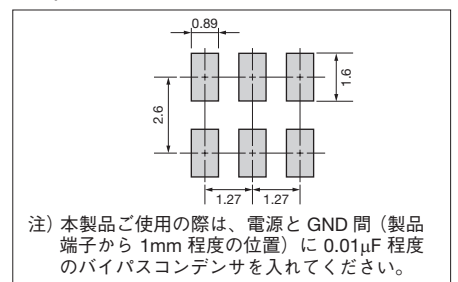 0.89
1.6
2.6
1.27 1.27
注) 本製品ご使用の際は、電源と GND 間（製品
端子から 1mm 程度の位置）に 0.01μF 程度
のバイパスコンデンサを入れてください。